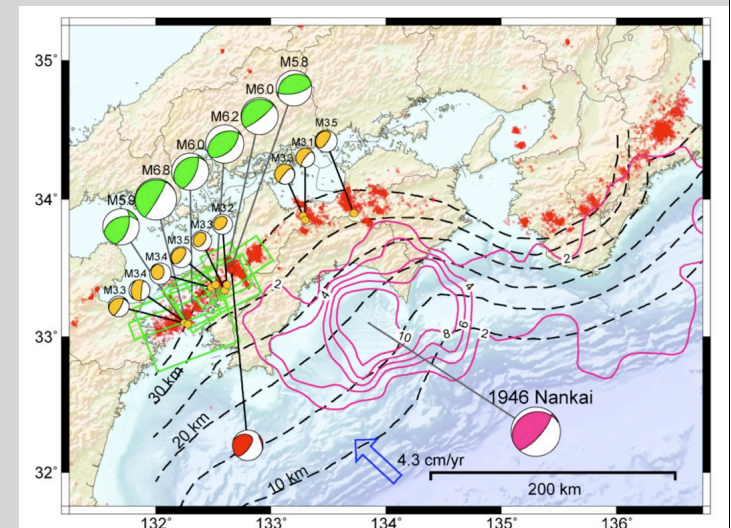 35°
34°
33°
32°
M5.8
M6.0
M6.2
M6.0
M6.8
M5.9
M3.5
M3.1
M3.3
M3.2
M3.3
M3.5
M3.4
M3.4
M3.3
2
4
10
8
6
4
2
2
30 km
20 km
10 km
1946 Nankai
4.3 cm/yr
200 km
132° 133° 134° 135° 136°